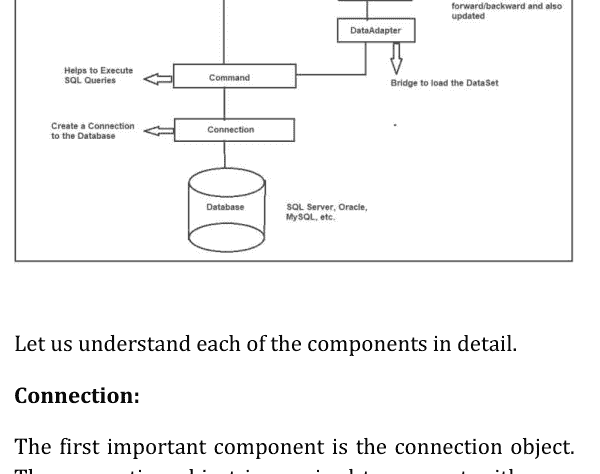 forward/backward and also
updated
DataAdapter
Helps to Execute
SQL Queries
Command
Bridge to load the DataSet
Create a Connection
to the Database
Connection
Database
SQL Server, Oracle,
MySQL, etc.
Let us understand each of the components in detail.
Connection:
The first important component is the connection object.